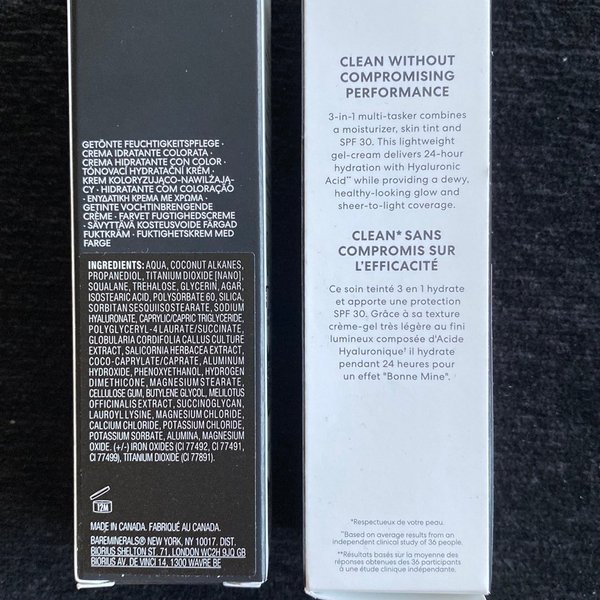 GETÖNTE FEUCHTIGKEITSPFLEGE •
CREMA IDRATANTE COLORATA •
CREMA HIDRATANTE CON COLOR •
TÓNOVACÍ HYDRATAČNÍ KRÉM •
KREM KOLORYZUJĄCO-NAWILŻAJĄ-
CY • HIDRATANTE COM COLORAÇÃO
• ΕΝΥΔΑΤΙΚΗ ΚΡΕΜΑ ΜΕ ΧΡΩΜΑ •
GETINTE VOCHTINBRENGENDE
CRÈME • FARVET FUGTIGHEDSCREME
• SÄVYTTÄVÄ KOSTEUSVOIDE FÄRGAD
FUKTKRÄM • FUKTIGHETSKREM MED
FARGE
INGREDIENTS: AQUA, COCONUT ALKANES,
PROPANEDIOL, TITANIUM DIOXIDE [NANO],
SQUALANE, TREHALOSE, GLYCERIN, AGAR,
ISOSTEARIC ACID, POLYSORBATE 60, SILICA,
SORBITAN SESQUIISOSTEARATE, SODIUM
HYALURONATE, CAPRYLIC/CAPRIC TRIGLYCERIDE,
POLYGLYCERYL-4 LAURATE/SUCCINATE,
GLOBULARIA CORDIFOLIA CALLUS CULTURE
EXTRACT, SALICORNIA HERBACEA EXTRACT,
COCO-CAPRYLATE/CAPRATE, ALUMINUM
HYDROXIDE, PHENOXYETHANOL, HYDROGEN
DIMETHICONE, MAGNESIUM STEARATE,
CELLULOSE GUM, BUTYLENE GLYCOL, MELILOTUS
OFFICINALIS EXTRACT, SUCCINOGLYCAN,
LAUROYL LYSINE, MAGNESIUM CHLORIDE,
CALCIUM CHLORIDE, POTASSIUM CHLORIDE,
POTASSIUM SORBATE, ALUMINA, MAGNESIUM
OXIDE. (+/-) IRON OXIDES (CI 77492, CI 77491,
CI 77499), TITANIUM DIOXIDE (CI 77891).
12M
MADE IN CANADA. FABRIQUÉ AU CANADA.
BAREMINERALS® NEW YORK, NY 10017. DIST.
BIORIUS SHELTON ST. 71, LONDON WC2H 9JQ GB
BIORIUS AV. DE VINCI 14, 1300 WAVRE BE
CLEAN WITHOUT
COMPROMISING
PERFORMANCE
3-in-1 multi-tasker combines
a moisturizer, skin tint and
SPF 30. This lightweight
gel-cream delivers 24-hour
hydration with Hyaluronic
Acid** while providing a dewy,
healthy-looking glow and
sheer-to-light coverage.
CLEAN* SANS
COMPROMIS SUR
L'EFFICACITÉ
Ce soin teinté 3 en 1 hydrate
et apporte une protection
SPF 30. Grâce à sa texture
crème-gel très légère au fini
lumineux composée d'Acide
Hyaluronique† il hydrate
pendant 24 heures pour
un effet "Bonne Mine".
*Respectueux de votre peau.
**Based on average results from an
independent clinical study of 36 people.
**Résultats basés sur la moyenne des
réponses obtenues des 36 participants
à une étude clinique indépendante.